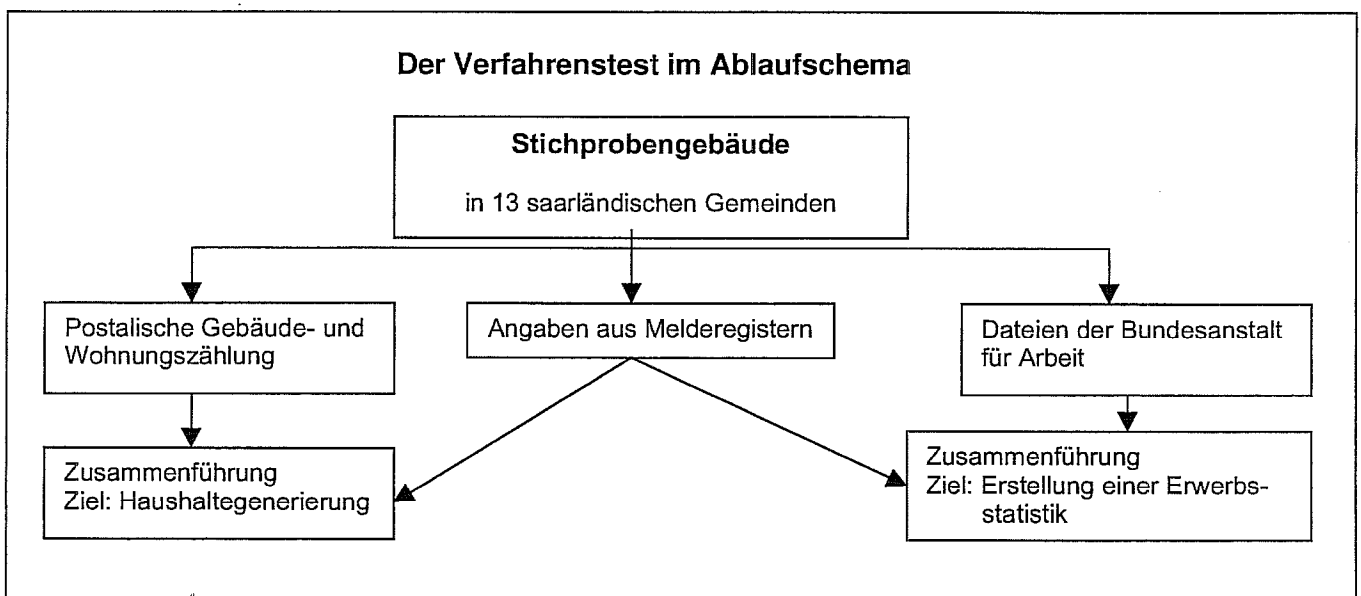 Der Verfahrenstest im Ablaufschema
Stichprobengebäude
in 13 saarländischen Gemeinden
Postalische Gebäude- und
Wohnungszählung
Angaben aus Melderegistern
Dateien der Bundesanstalt
für Arbeit
Zusammenführung
Ziel: Haushaltegenerierung
Zusammenführung
Ziel: Erstellung einer Erwerbs-
statistik